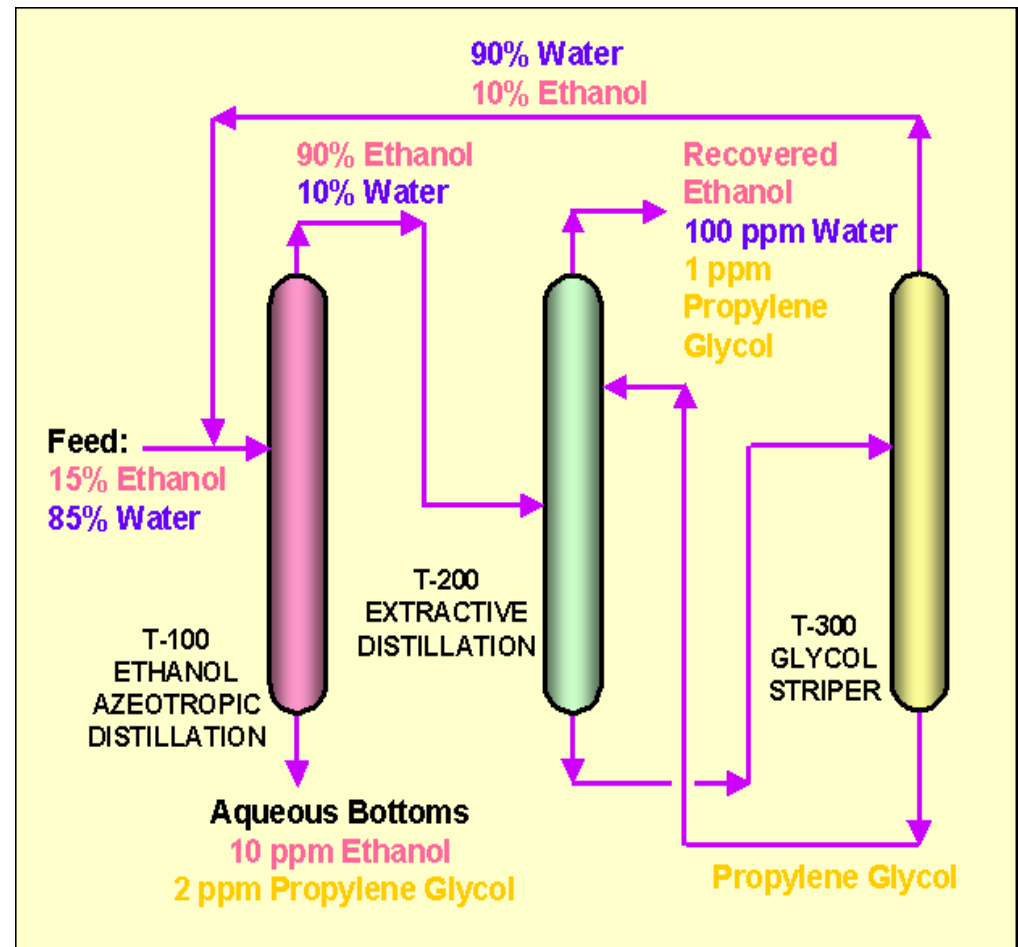 90% Water
10% Ethanol
90% Ethanol
10% Water
Recovered
Ethanol
100 ppm Water
1 ppm
Propylene
Glycol
Feed:
15% Ethanol
85% Water
T-100
ETHANOL
AZEOTROPIC
DISTILLATION
T-200
EXTRACTIVE
DISTILLATION
T-300
GLYCOL
STRIPER
Aqueous Bottoms
10 ppm Ethanol
2 ppm Propylene Glycol
Propylene Glycol